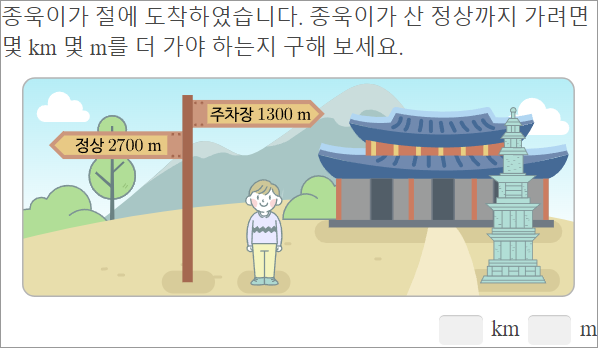 종욱이가 절에 도착하였습니다. 종욱이가 산 정상까지 가려면
몇 km 몇 m를 더 가야 하는지 구해 보세요.
주차장 1300 m
정상 2700 m
km m